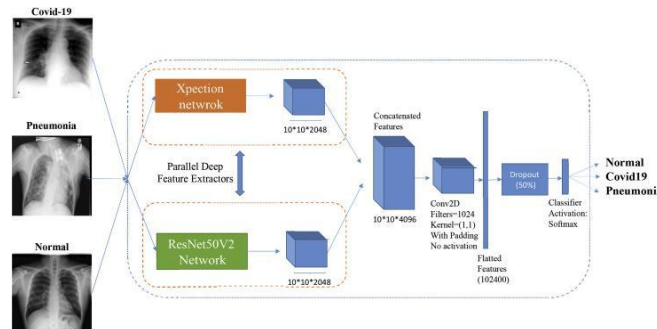 Covid-19
Pneumonia
Normal
Xpection
netwrok
10*10*2048
Parallel Deep
Feature Extractors
ResNet50V2
Network
10*10*2048
Concatenated
Features
10*10*4096
Conv2D
Filters=1024
Kernel=(1,1)
With Padding
No activation
Flatted
Features
(102400)
Dropout
(50%)
Classifier
Activation:
Softmax
Normal
Covid19
Pneumoni